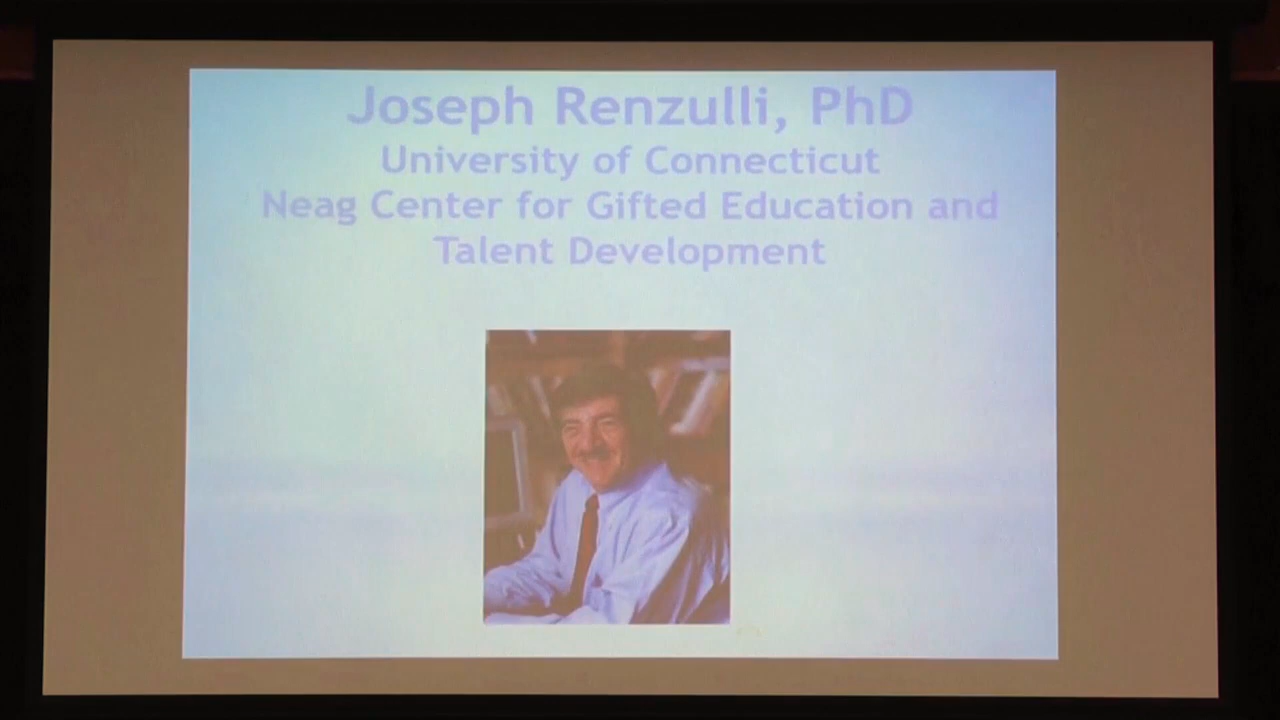 Joseph Renzulli, PhD
University of Connecticut
Neag Center for Gifted Education and
Talent Development